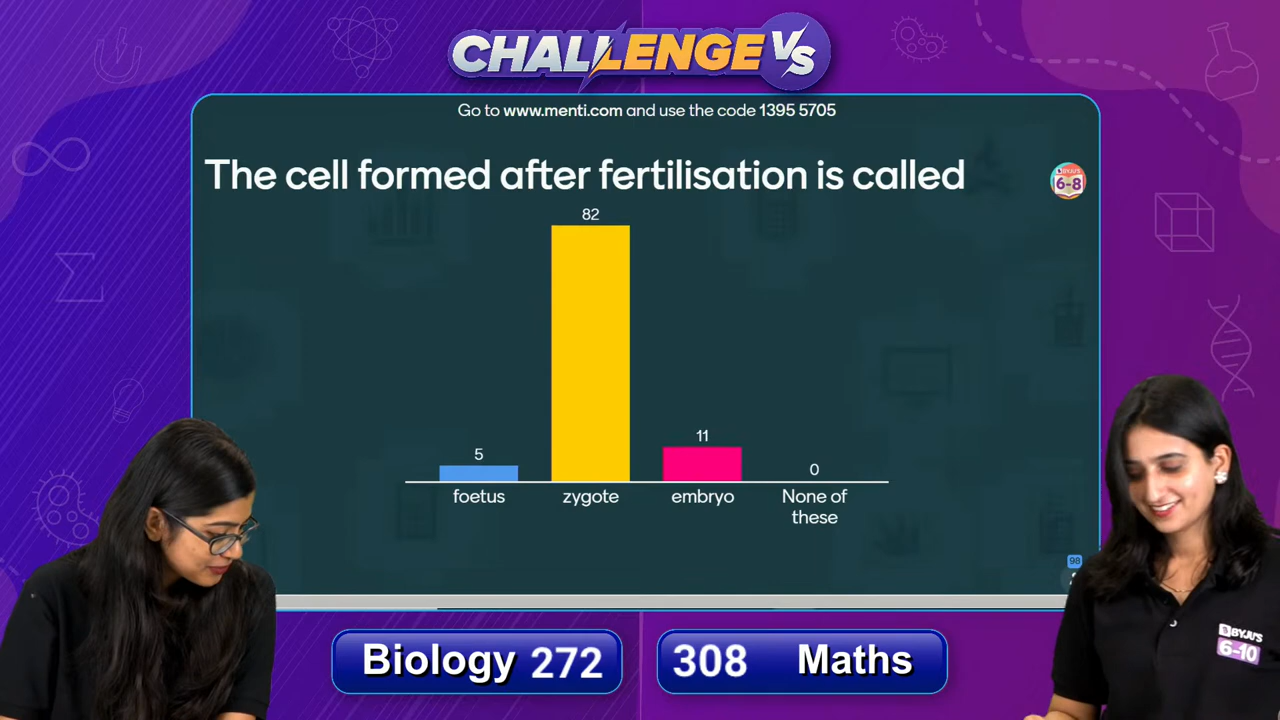 CHALLENGE VS
Go to www.menti.com and use the code 1395 5705
The cell formed after fertilisation is called
BYJU'S
6-8
82
11
5
0
foetus
zygote
embryo
None of
these
98
Biology 272
308 Maths
BYJU'S
6-10